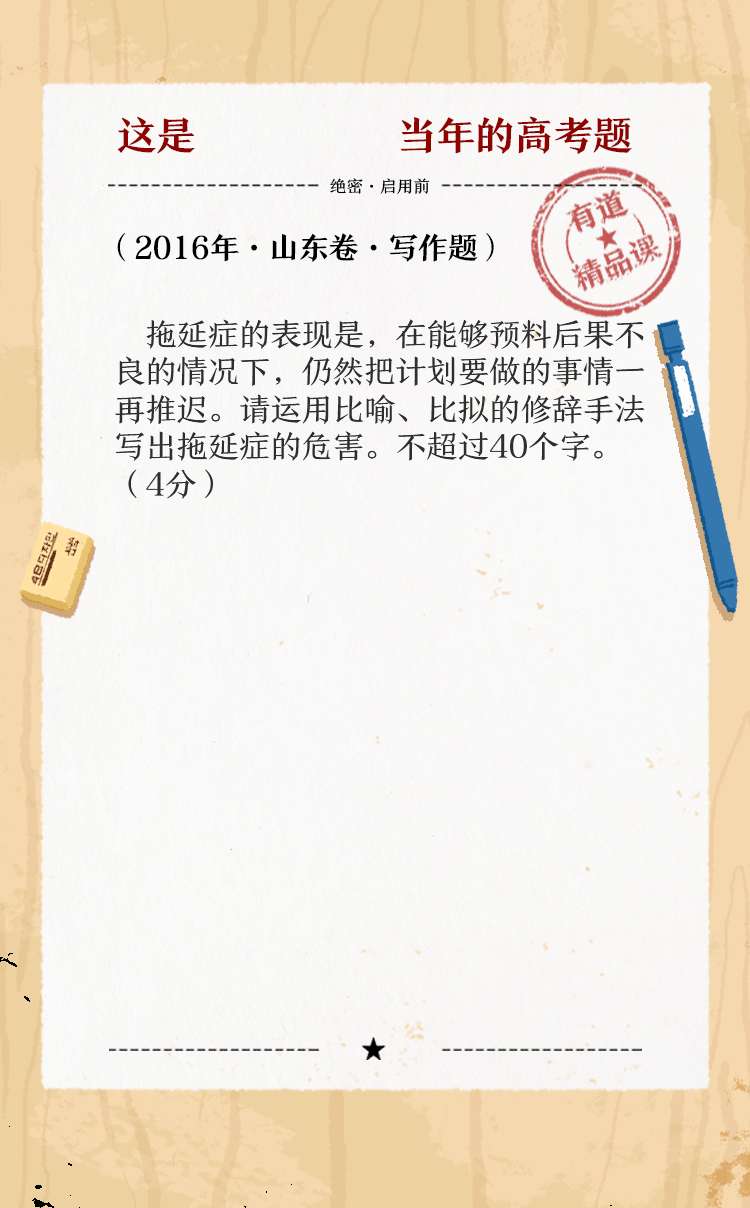 这是 当年的高考题
绝密·启用前
有道
精品课
(2016年·山东卷·写作题)
拖延症的表现是，在能够预料后果不
良的情况下，仍然把计划要做的事情一
再推迟。请运用比喻、比拟的修辞手法
写出拖延症的危害。不超过40个字。
(4分)